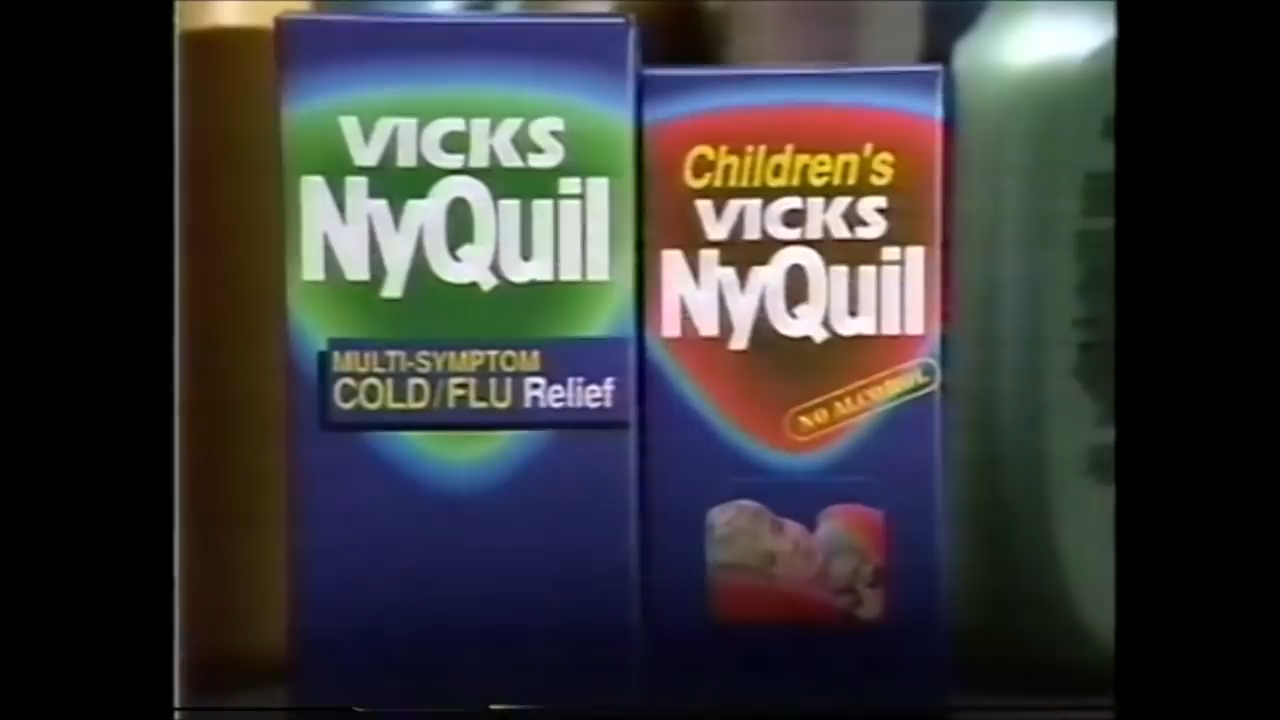 VICKS
NyQuil
MULTI-SYMPTOM
COLD/FLU Relief
Children's
VICKS
NyQuil
NO ALCOHOL